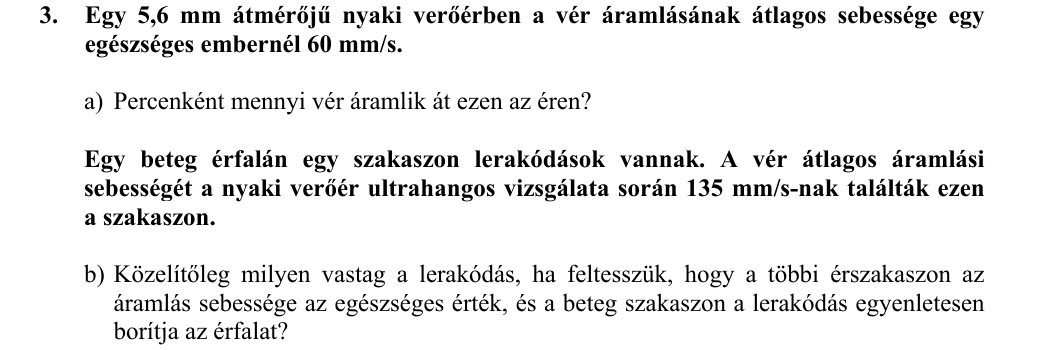 3. Egy 5,6 mm átmérőjű nyaki verőérben a vér áramlásának átlagos sebessége egy
egészséges embernél 60 mm/s.
a) Percenként mennyi vér áramlik át ezen az éren?
Egy beteg érfalán egy szakaszon lerakódások vannak. A vér átlagos áramlási
sebességét a nyaki verőér ultrahangos vizsgálata során 135 mm/s-nak találták ezen
a szakaszon.
b) Közelítőleg milyen vastag a lerakódás, ha feltesszük, hogy a többi érszakaszon az
áramlás sebessége az egészséges érték, és a beteg szakaszon a lerakódás egyenletesen
borítja az érfalat?